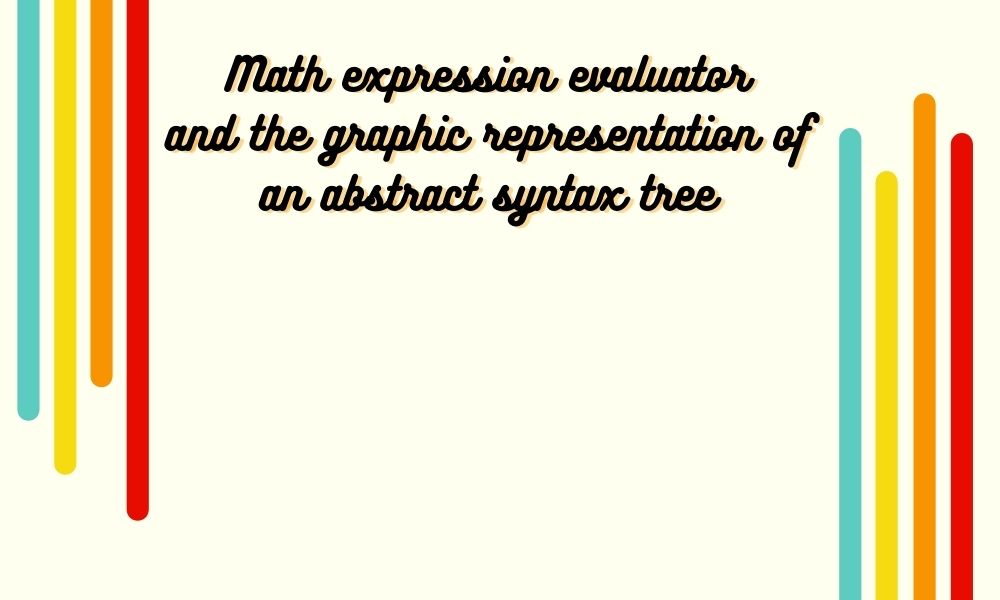 Math expression evaluator
and the graphic representation of
an abstract syntax tree